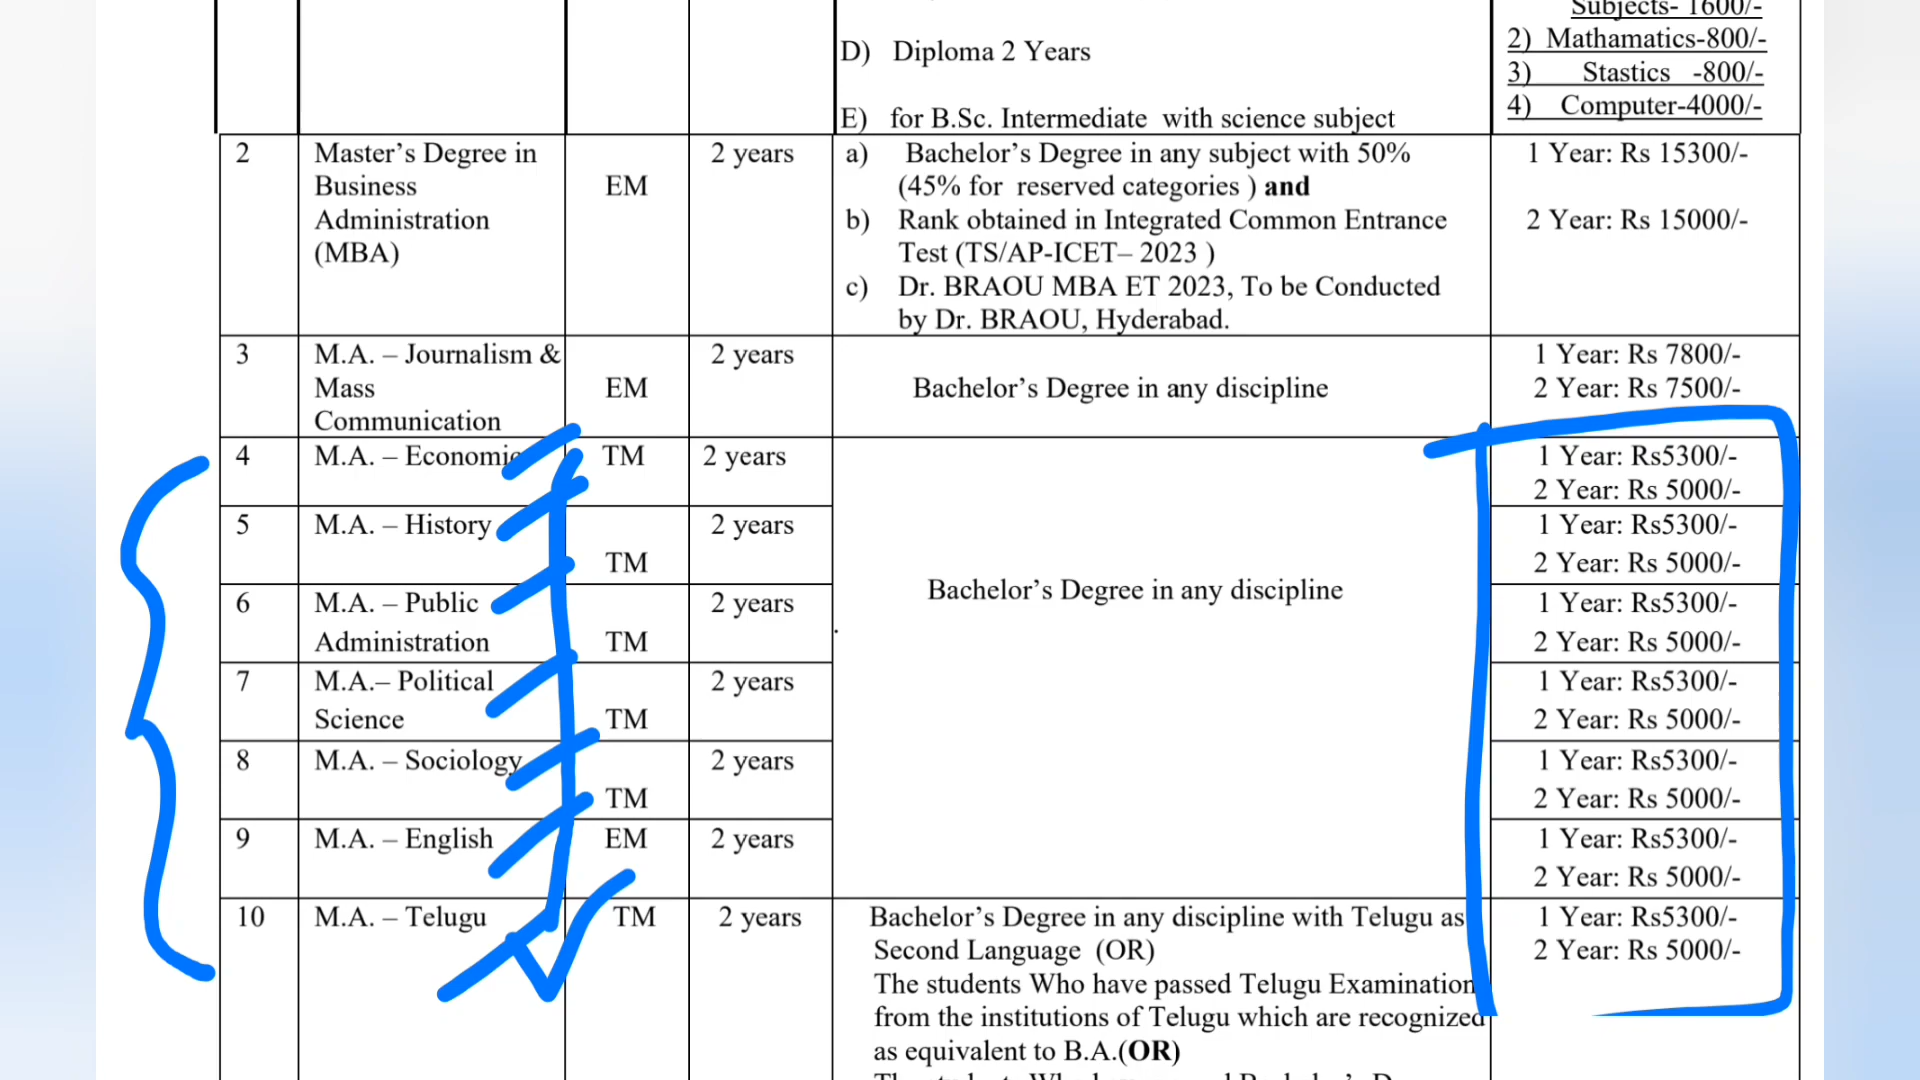 Subjects- 1600/-
D) Diploma 2 Years
2) Mathamatics-800/-
3) Stastics -800/-
4) Computer-4000/-
E) for B.Sc. Intermediate with science subject
2
Master's Degree in
Business
Administration
(MBA)
EM
2 years
a) Bachelor's Degree in any subject with 50%
(45% for reserved categories ) and
b) Rank obtained in Integrated Common Entrance
Test (TS/AP-ICET– 2023 )
c) Dr. BRAOU MBA ET 2023, To be Conducted
by Dr. BRAOU, Hyderabad.
1 Year: Rs 15300/-
2 Year: Rs 15000/-
3
M.A. – Journalism &
Mass
Communication
EM
2 years
Bachelor's Degree in any discipline
1 Year: Rs 7800/-
2 Year: Rs 7500/-
4
M.A. – Economic
TM
2 years
1 Year: Rs5300/-
2 Year: Rs 5000/-
5
M.A. – History
TM
2 years
1 Year: Rs5300/-
2 Year: Rs 5000/-
Bachelor's Degree in any discipline
6
M.A. – Public
Administration
TM
2 years
1 Year: Rs5300/-
2 Year: Rs 5000/-
7
M.A.– Political
Science
TM
2 years
1 Year: Rs5300/-
2 Year: Rs 5000/-
8
M.A. – Sociology
TM
2 years
1 Year: Rs5300/-
2 Year: Rs 5000/-
9
M.A. – English
EM
2 years
1 Year: Rs5300/-
2 Year: Rs 5000/-
10
M.A. – Telugu
TM
2 years
Bachelor's Degree in any discipline with Telugu as
Second Language (OR)
The students Who have passed Telugu Examination
from the institutions of Telugu which are recognized
as equivalent to B.A.(OR)
1 Year: Rs5300/-
2 Year: Rs 5000/-